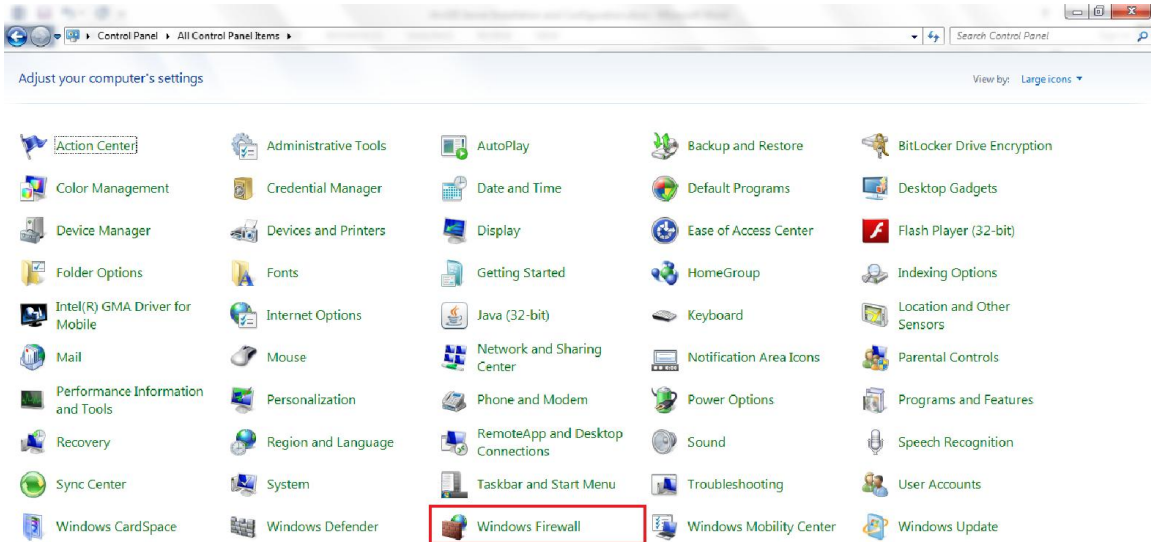 Control Panel ▸ All Control Panel Items ▸
Search Control Panel
Adjust your computer's settings
View by: Large icons
Action Center
Administrative Tools
AutoPlay
Backup and Restore
BitLocker Drive Encryption
Color Management
Credential Manager
Date and Time
Default Programs
Desktop Gadgets
Device Manager
Devices and Printers
Display
Ease of Access Center
Flash Player (32-bit)
Folder Options
Fonts
Getting Started
HomeGroup
Indexing Options
Intel(R) GMA Driver for
Mobile
Internet Options
Java (32-bit)
Keyboard
Location and Other
Sensors
Mail
Mouse
Network and Sharing
Center
Notification Area Icons
Parental Controls
Performance Information
and Tools
Personalization
Phone and Modem
Power Options
Programs and Features
Recovery
Region and Language
RemoteApp and Desktop
Connections
Sound
Speech Recognition
Sync Center
System
Taskbar and Start Menu
Troubleshooting
User Accounts
Windows CardSpace
Windows Defender
Windows Firewall
Windows Mobility Center
Windows Update